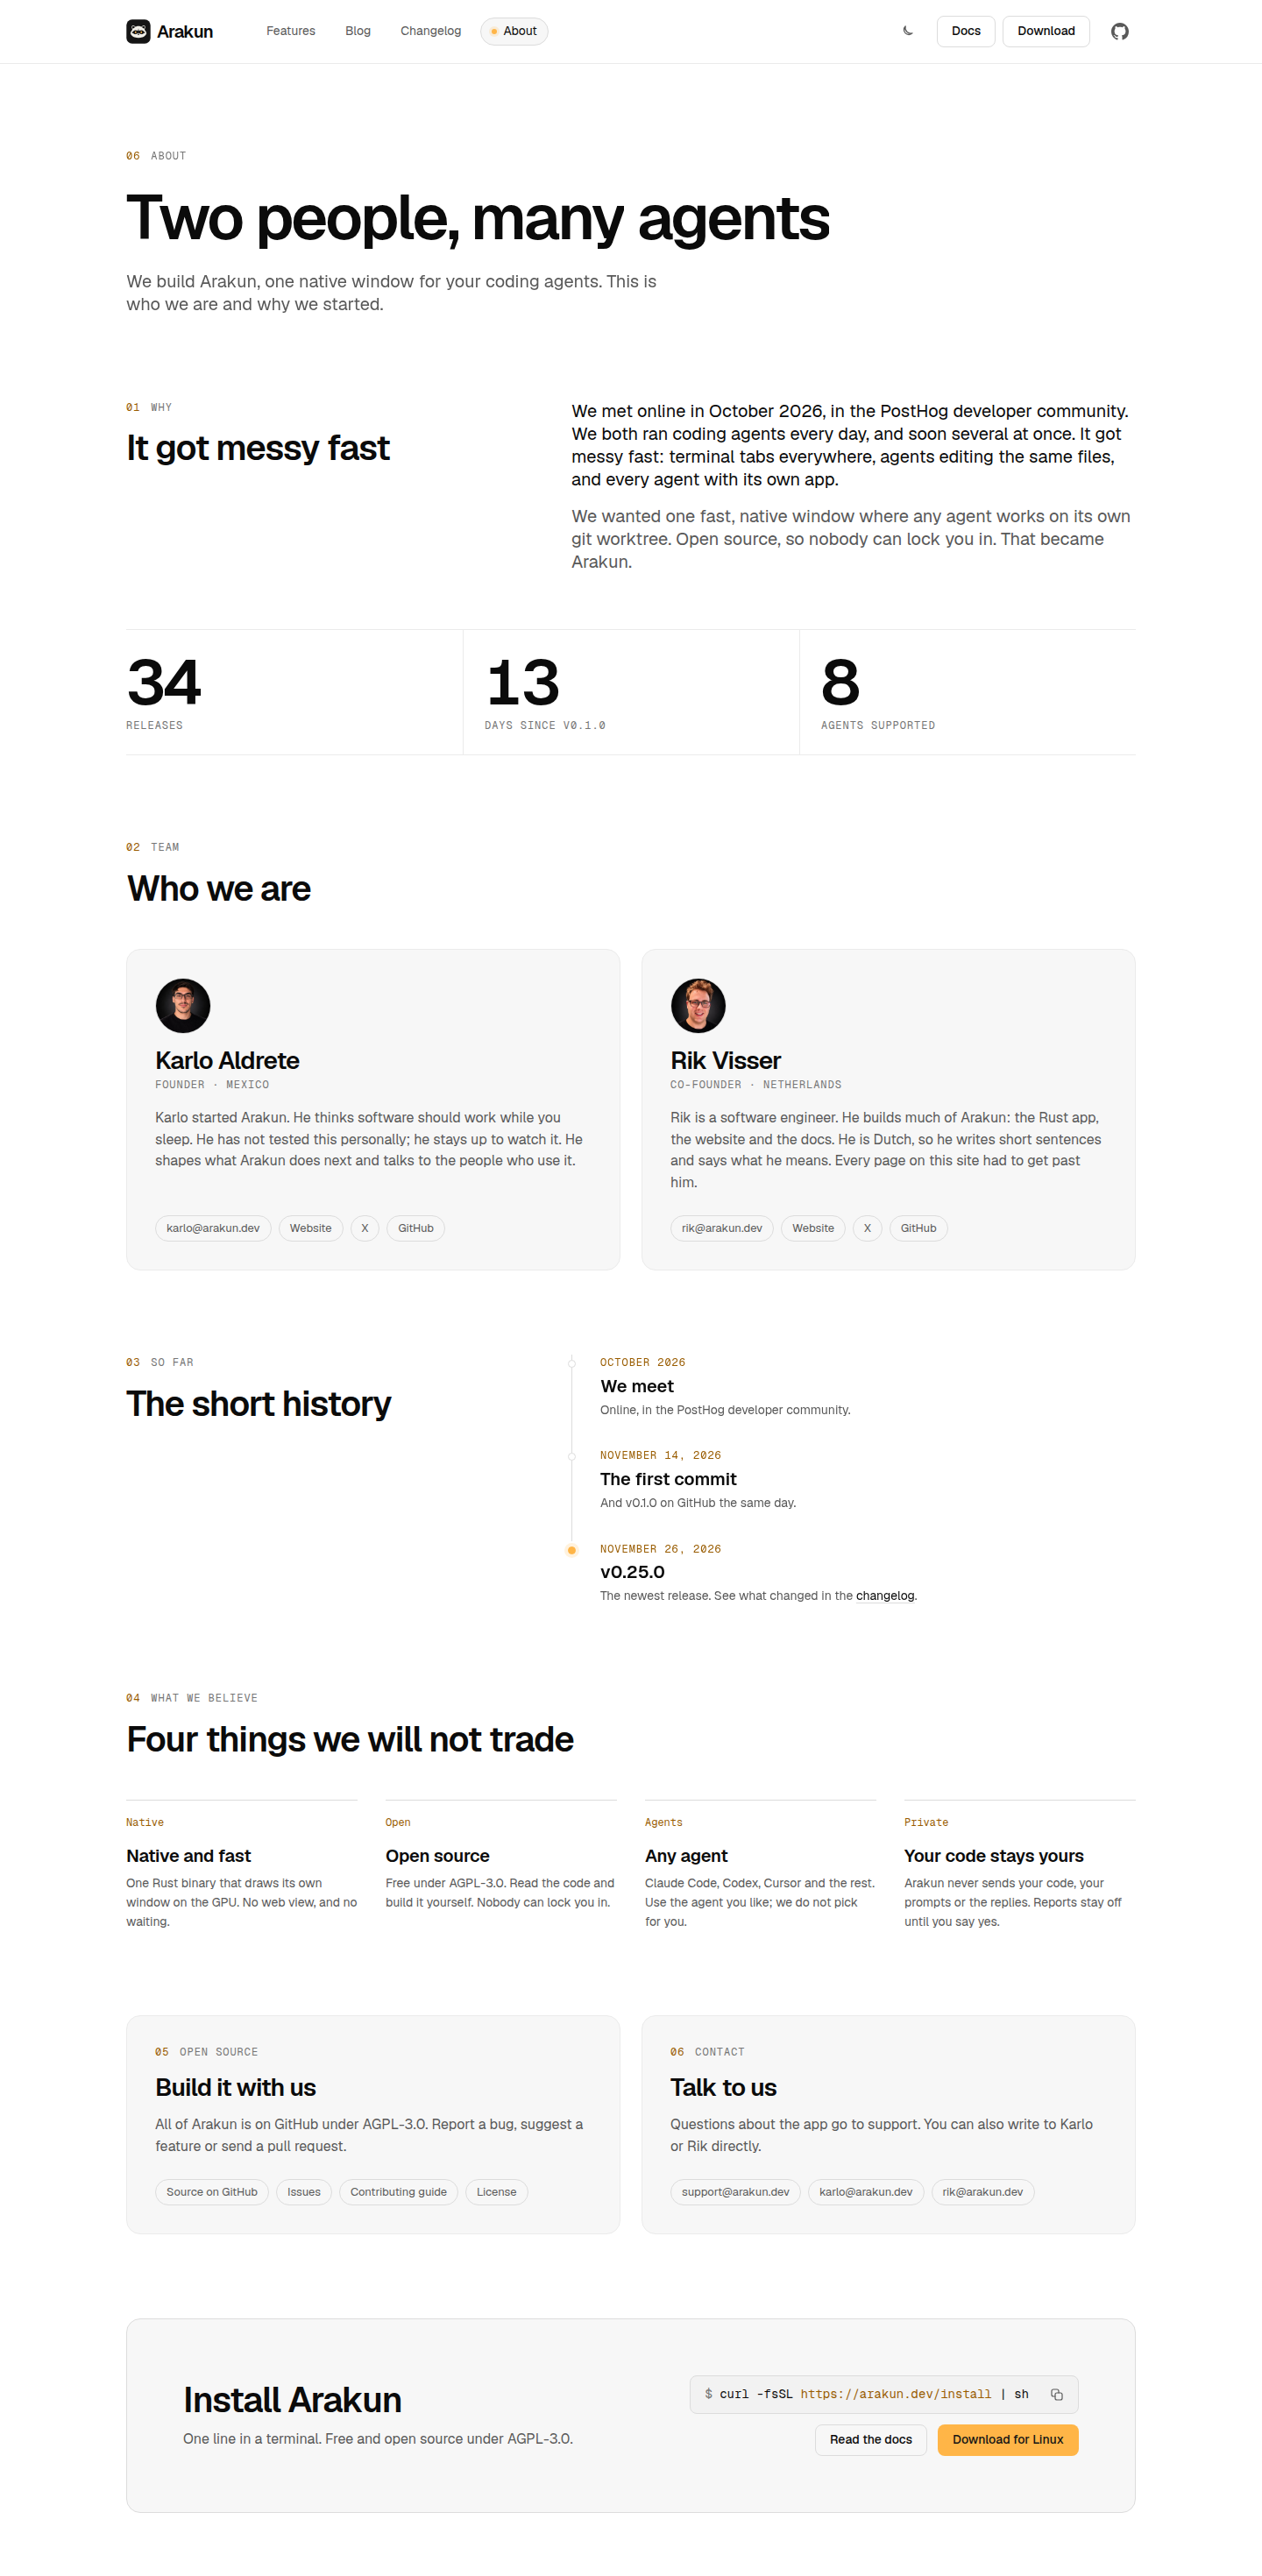 Arakun
Features
Blog
Changelog
About
Docs
Download
06 ABOUT
Two people, many agents
We build Arakun, one native window for your coding agents. This is
who we are and why we started.
01 WHY
It got messy fast
We met online in October 2026, in the PostHog developer community.
We both ran coding agents every day, and soon several at once. It got
messy fast: terminal tabs everywhere, agents editing the same files,
and every agent with its own app.
We wanted one fast, native window where any agent works on its own
git worktree. Open source, so nobody can lock you in. That became
Arakun.
34
RELEASES
13
DAYS SINCE V0.1.0
8
AGENTS SUPPORTED
02 TEAM
Who we are
Karlo Aldrete
FOUNDER · MEXICO
Karlo started Arakun. He thinks software should work while you
sleep. He has not tested this personally; he stays up to watch it. He
shapes what Arakun does next and talks to the people who use it.
karlo@arakun.dev
Website
X
GitHub
Rik Visser
CO-FOUNDER · NETHERLANDS
Rik is a software engineer. He builds much of Arakun: the Rust app,
the website and the docs. He is Dutch, so he writes short sentences
and says what he means. Every page on this site had to get past
him.
rik@arakun.dev
Website
X
GitHub
03 SO FAR
The short history
OCTOBER 2026
We meet
Online, in the PostHog developer community.
NOVEMBER 14, 2026
The first commit
And v0.1.0 on GitHub the same day.
NOVEMBER 26, 2026
v0.25.0
The newest release. See what changed in the changelog.
04 WHAT WE BELIEVE
Four things we will not trade
Native
Native and fast
One Rust binary that draws its own
window on the GPU. No web view, and no
waiting.
Open
Open source
Free under AGPL-3.0. Read the code and
build it yourself. Nobody can lock you in.
Agents
Any agent
Claude Code, Codex, Cursor and the rest.
Use the agent you like; we do not pick
for you.
Private
Your code stays yours
Arakun never sends your code, your
prompts or the replies. Reports stay off
until you say yes.
05 OPEN SOURCE
Build it with us
All of Arakun is on GitHub under AGPL-3.0. Report a bug, suggest a
feature or send a pull request.
Source on GitHub
Issues
Contributing guide
License
06 CONTACT
Talk to us
Questions about the app go to support. You can also write to Karlo
or Rik directly.
support@arakun.dev
karlo@arakun.dev
rik@arakun.dev
Install Arakun
One line in a terminal. Free and open source under AGPL-3.0.
$ curl -fsSL https://arakun.dev/install | sh
Read the docs
Download for Linux